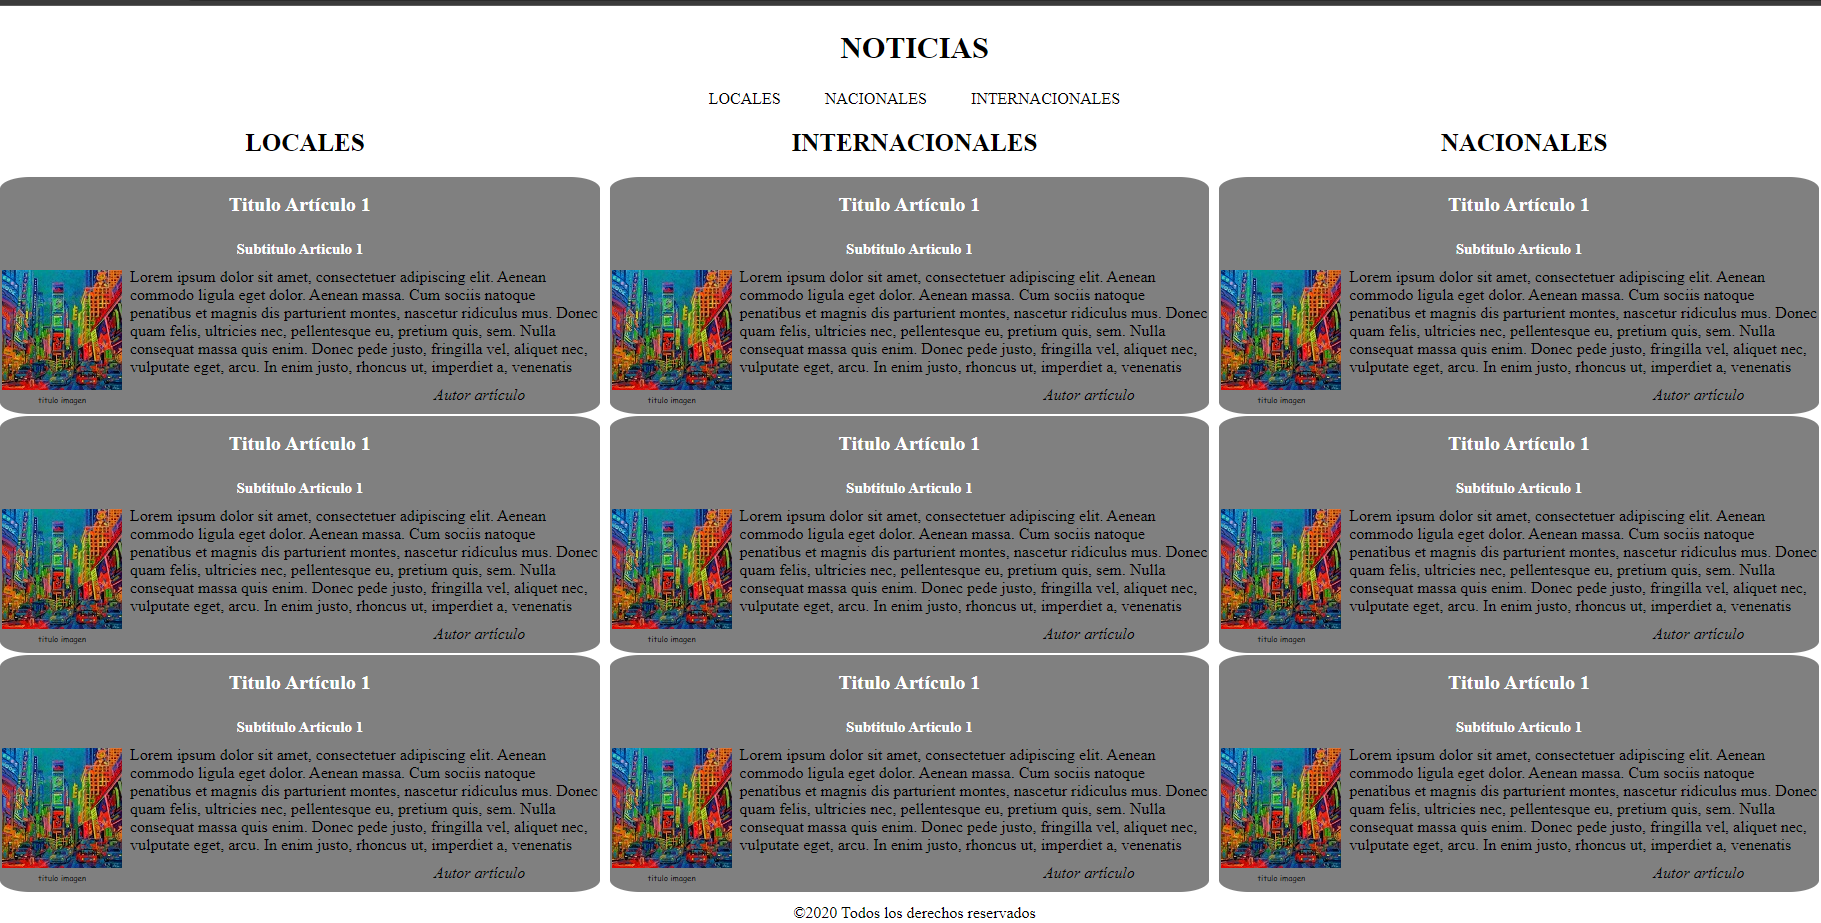 NOTICIAS
LOCALES NACIONALES INTERNACIONALES
LOCALES
Titulo Artículo 1
Subtitulo Articulo 1
Lorem ipsum dolor sit amet, consectetuer adipiscing elit. Aenean
commodo ligula eget dolor. Aenean massa. Cum sociis natoque
penatibus et magnis dis parturient montes, nascetur ridiculus mus. Donec
quam felis, ultricies nec, pellentesque eu, pretium quis, sem. Nulla
consequat massa quis enim. Donec pede justo, fringilla vel, aliquet nec,
vulputate eget, arcu. In enim justo, rhoncus ut, imperdiet a, venenatis
titulo imagen
Autor artículo
Titulo Artículo 1
Subtitulo Articulo 1
Lorem ipsum dolor sit amet, consectetuer adipiscing elit. Aenean
commodo ligula eget dolor. Aenean massa. Cum sociis natoque
penatibus et magnis dis parturient montes, nascetur ridiculus mus. Donec
quam felis, ultricies nec, pellentesque eu, pretium quis, sem. Nulla
consequat massa quis enim. Donec pede justo, fringilla vel, aliquet nec,
vulputate eget, arcu. In enim justo, rhoncus ut, imperdiet a, venenatis
titulo imagen
Autor artículo
Titulo Artículo 1
Subtitulo Articulo 1
Lorem ipsum dolor sit amet, consectetuer adipiscing elit. Aenean
commodo ligula eget dolor. Aenean massa. Cum sociis natoque
penatibus et magnis dis parturient montes, nascetur ridiculus mus. Donec
quam felis, ultricies nec, pellentesque eu, pretium quis, sem. Nulla
consequat massa quis enim. Donec pede justo, fringilla vel, aliquet nec,
vulputate eget, arcu. In enim justo, rhoncus ut, imperdiet a, venenatis
titulo imagen
Autor artículo
INTERNACIONALES
Titulo Artículo 1
Subtitulo Articulo 1
Lorem ipsum dolor sit amet, consectetuer adipiscing elit. Aenean
commodo ligula eget dolor. Aenean massa. Cum sociis natoque
penatibus et magnis dis parturient montes, nascetur ridiculus mus. Donec
quam felis, ultricies nec, pellentesque eu, pretium quis, sem. Nulla
consequat massa quis enim. Donec pede justo, fringilla vel, aliquet nec,
vulputate eget, arcu. In enim justo, rhoncus ut, imperdiet a, venenatis
titulo imagen
Autor artículo
Titulo Artículo 1
Subtitulo Articulo 1
Lorem ipsum dolor sit amet, consectetuer adipiscing elit. Aenean
commodo ligula eget dolor. Aenean massa. Cum sociis natoque
penatibus et magnis dis parturient montes, nascetur ridiculus mus. Donec
quam felis, ultricies nec, pellentesque eu, pretium quis, sem. Nulla
consequat massa quis enim. Donec pede justo, fringilla vel, aliquet nec,
vulputate eget, arcu. In enim justo, rhoncus ut, imperdiet a, venenatis
titulo imagen
Autor artículo
Titulo Artículo 1
Subtitulo Articulo 1
Lorem ipsum dolor sit amet, consectetuer adipiscing elit. Aenean
commodo ligula eget dolor. Aenean massa. Cum sociis natoque
penatibus et magnis dis parturient montes, nascetur ridiculus mus. Donec
quam felis, ultricies nec, pellentesque eu, pretium quis, sem. Nulla
consequat massa quis enim. Donec pede justo, fringilla vel, aliquet nec,
vulputate eget, arcu. In enim justo, rhoncus ut, imperdiet a, venenatis
titulo imagen
Autor artículo
NACIONALES
Titulo Artículo 1
Subtitulo Articulo 1
Lorem ipsum dolor sit amet, consectetuer adipiscing elit. Aenean
commodo ligula eget dolor. Aenean massa. Cum sociis natoque
penatibus et magnis dis parturient montes, nascetur ridiculus mus. Donec
quam felis, ultricies nec, pellentesque eu, pretium quis, sem. Nulla
consequat massa quis enim. Donec pede justo, fringilla vel, aliquet nec,
vulputate eget, arcu. In enim justo, rhoncus ut, imperdiet a, venenatis
titulo imagen
Autor artículo
Titulo Artículo 1
Subtitulo Articulo 1
Lorem ipsum dolor sit amet, consectetuer adipiscing elit. Aenean
commodo ligula eget dolor. Aenean massa. Cum sociis natoque
penatibus et magnis dis parturient montes, nascetur ridiculus mus. Donec
quam felis, ultricies nec, pellentesque eu, pretium quis, sem. Nulla
consequat massa quis enim. Donec pede justo, fringilla vel, aliquet nec,
vulputate eget, arcu. In enim justo, rhoncus ut, imperdiet a, venenatis
titulo imagen
Autor artículo
Titulo Artículo 1
Subtitulo Articulo 1
Lorem ipsum dolor sit amet, consectetuer adipiscing elit. Aenean
commodo ligula eget dolor. Aenean massa. Cum sociis natoque
penatibus et magnis dis parturient montes, nascetur ridiculus mus. Donec
quam felis, ultricies nec, pellentesque eu, pretium quis, sem. Nulla
consequat massa quis enim. Donec pede justo, fringilla vel, aliquet nec,
vulputate eget, arcu. In enim justo, rhoncus ut, imperdiet a, venenatis
titulo imagen
Autor artículo
©2020 Todos los derechos reservados